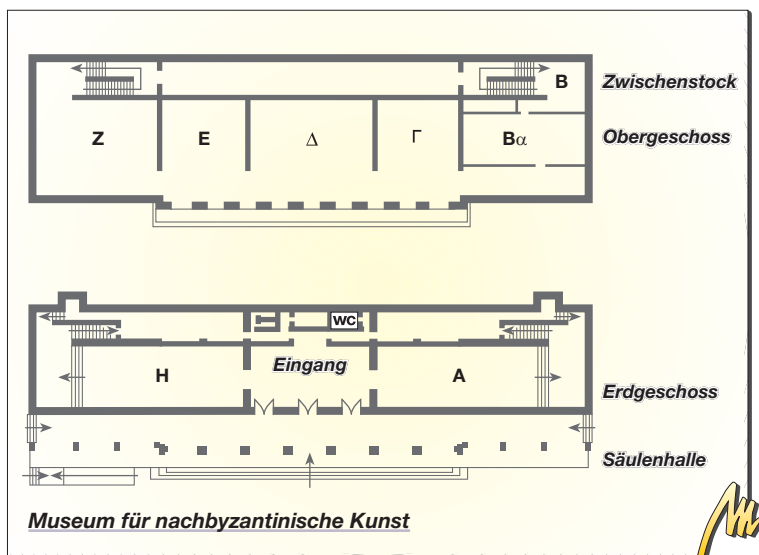 B
Zwischenstock
Z E Δ Γ Bα
Obergeschoss
WC
Eingang
H A
Erdgeschoss
Säulenhalle
Museum für nachbyzantinische Kunst